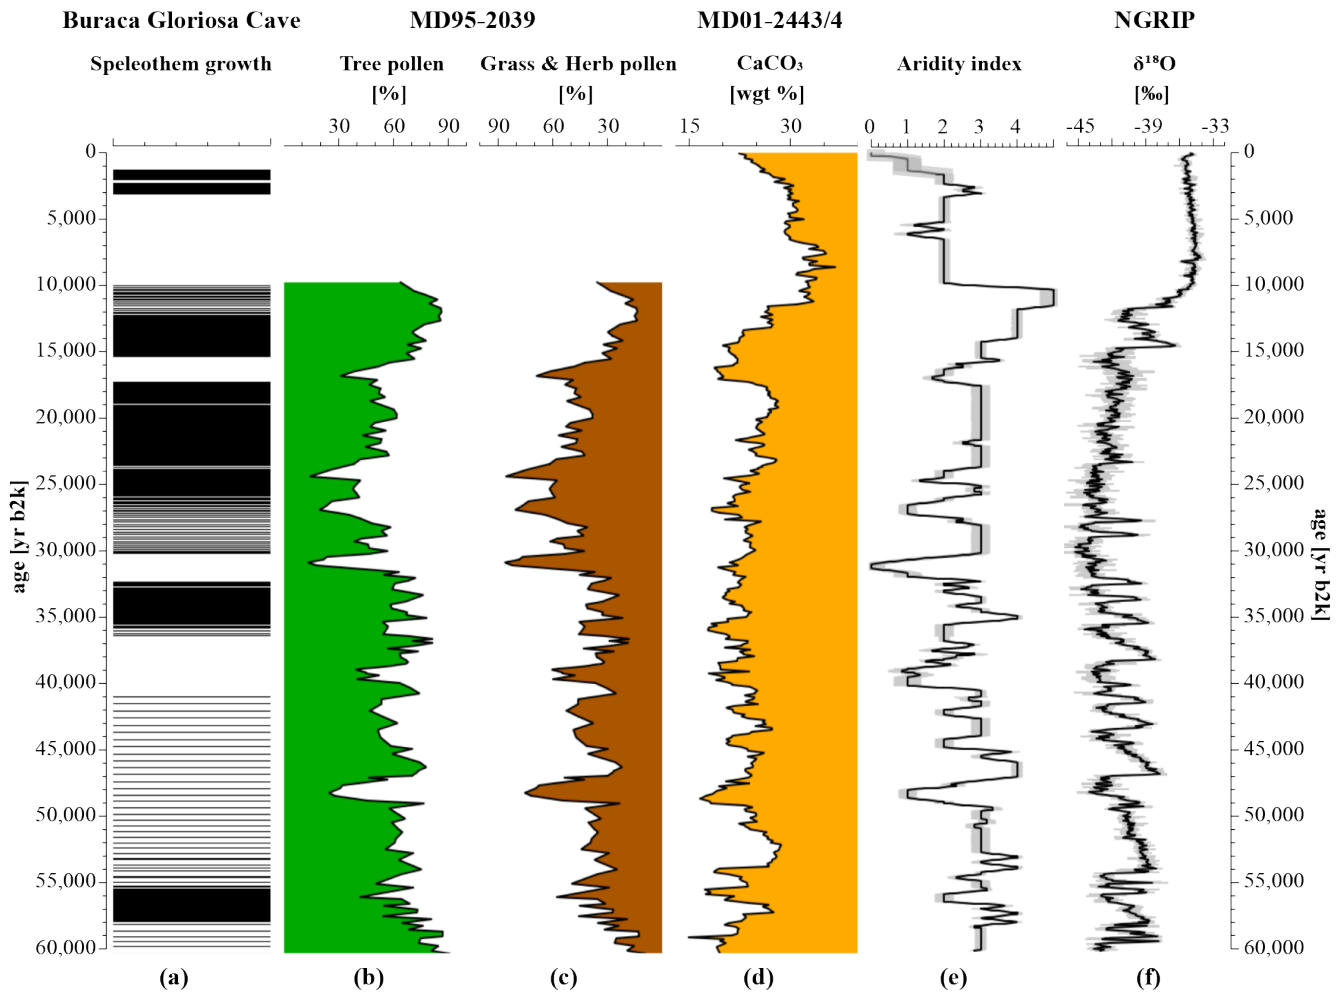 Buraca Gloriosa Cave MD95-2039 MD01-2443/4 NGRIP
Speleothem growth Tree pollen Grass & Herb pollen CaCO₃ Aridity index δ¹⁸O
[%] [%] [wgt %] [‰]
30 60 90 90 60 30 15 30 0 1 2 3 4 -45 -39 -33
0 0
5,000 5,000
10,000 10,000
15,000 15,000
20,000 20,000
25,000 25,000
30,000 30,000
35,000 35,000
40,000 40,000
45,000 45,000
50,000 50,000
55,000 55,000
60,000 60,000
age [yr b2k] age [yr b2k]
(a) (b) (c) (d) (e) (f)